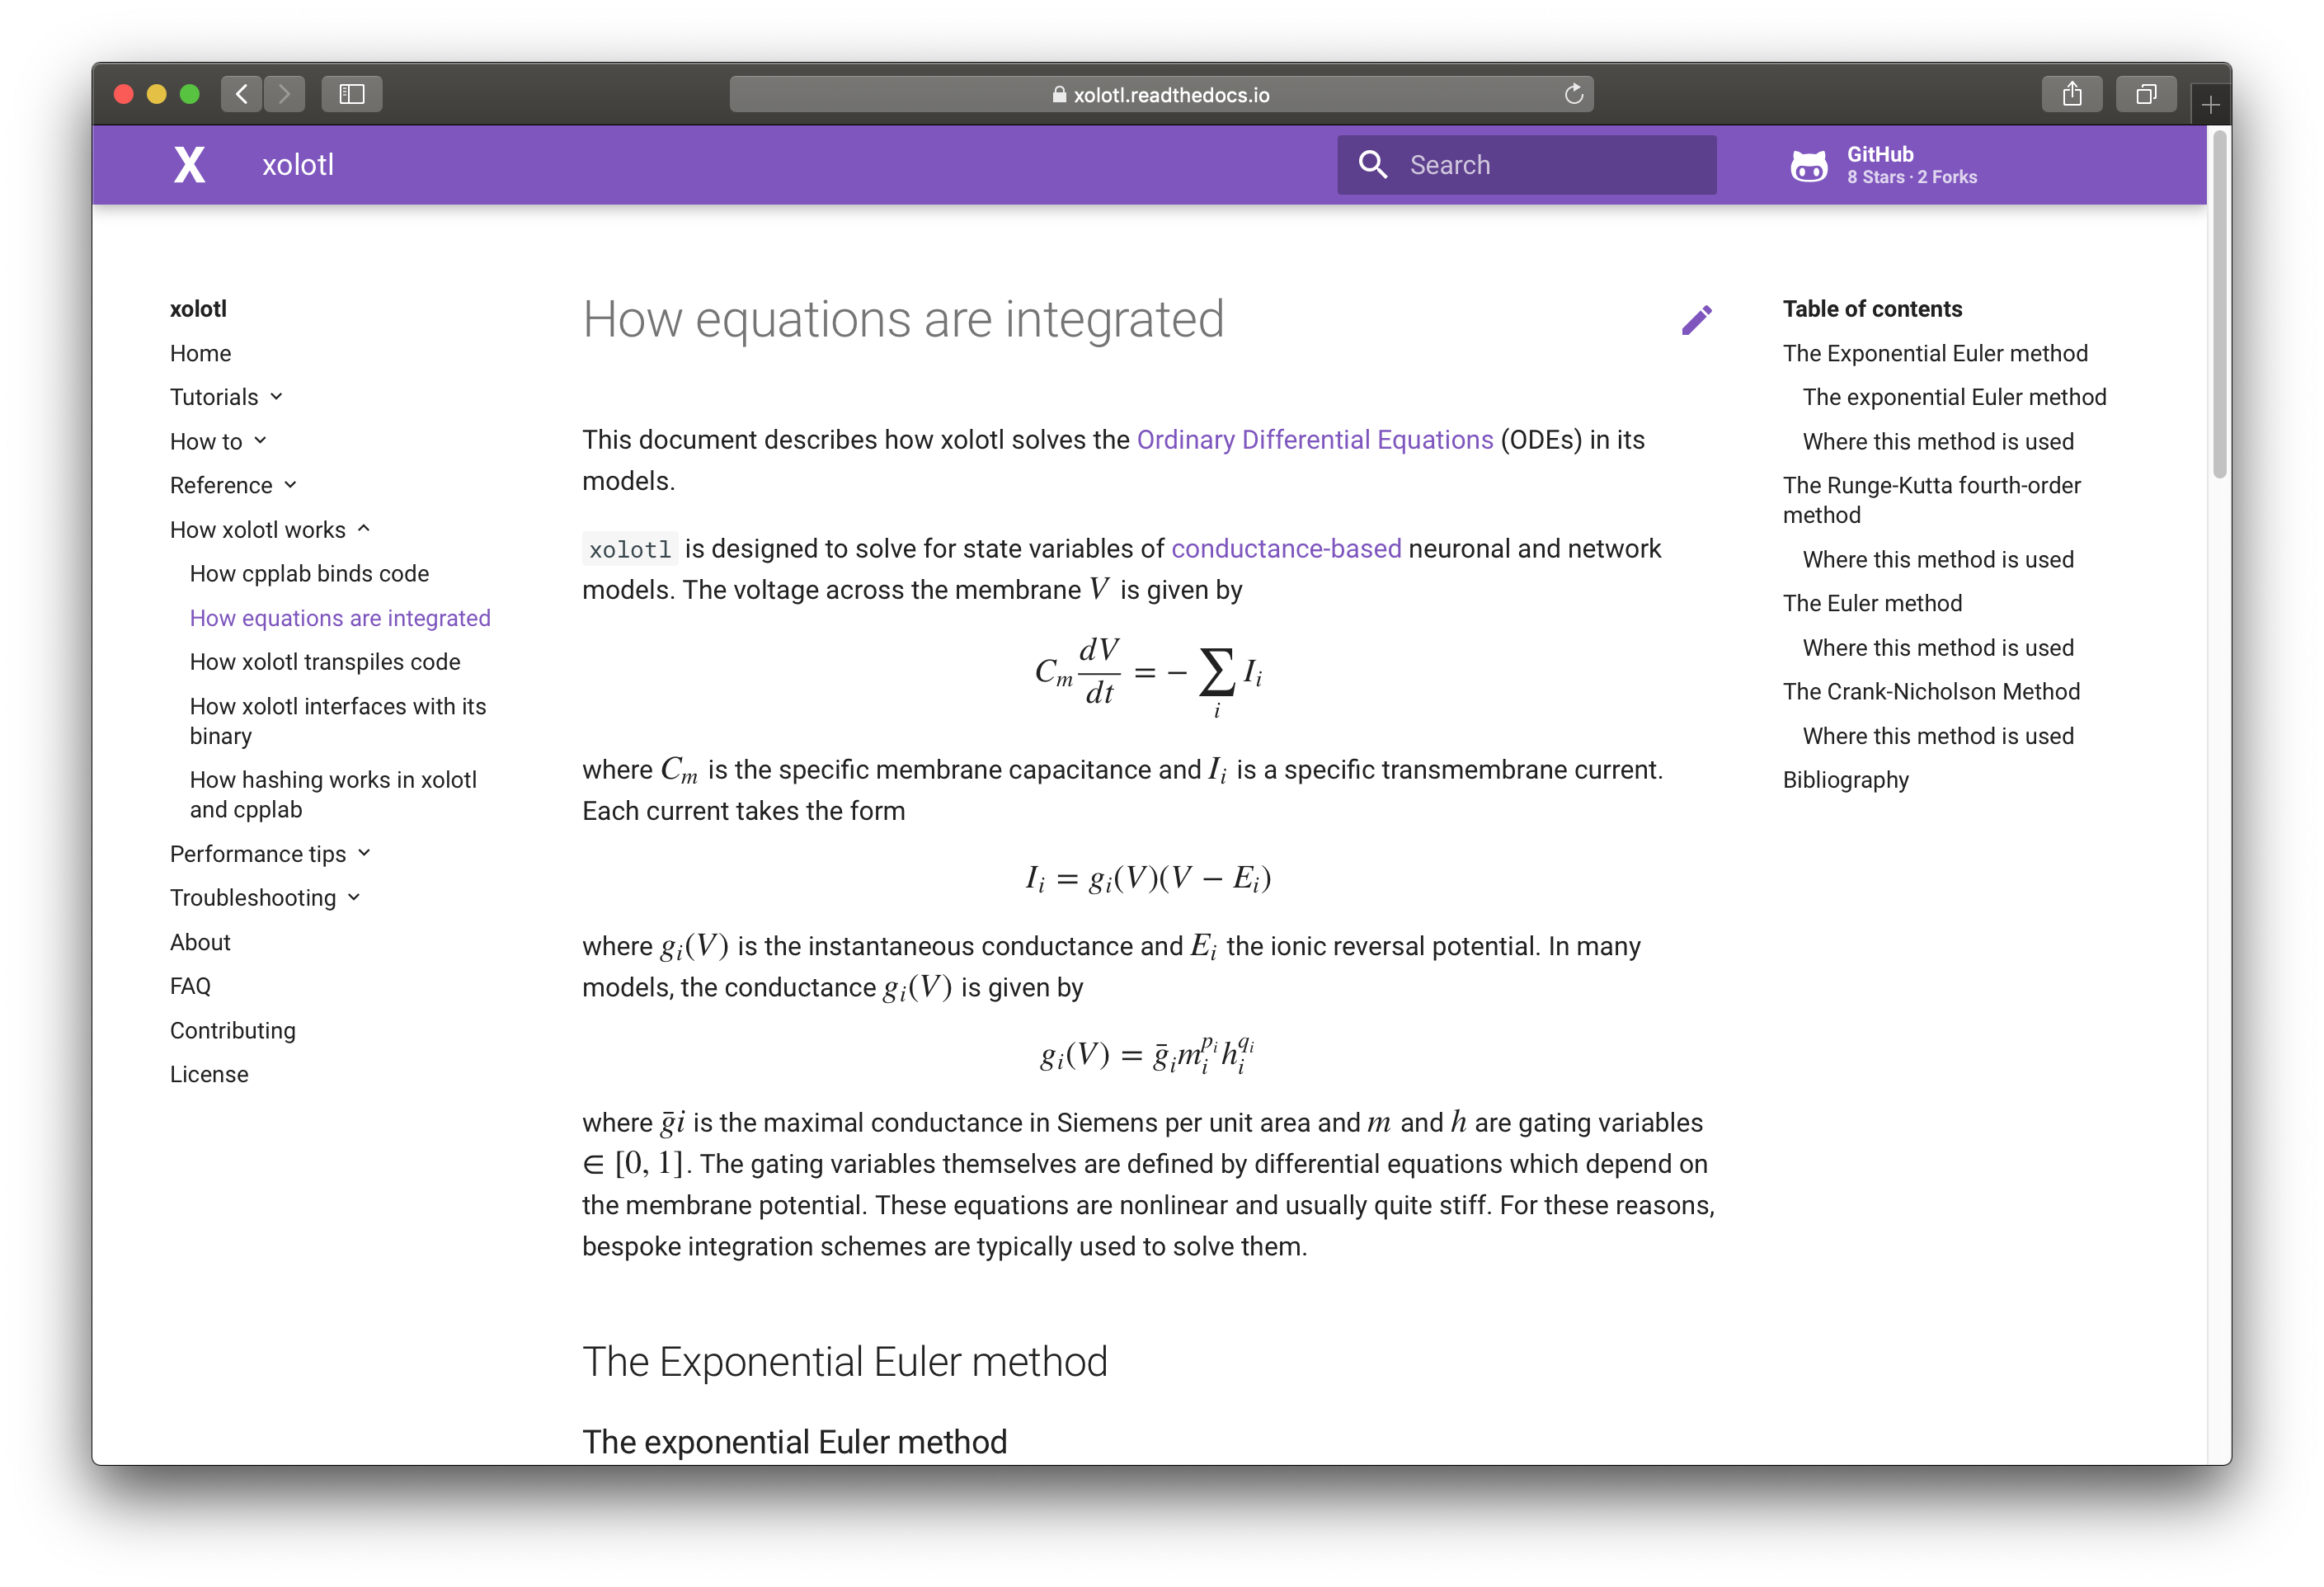 xolotl.readthedocs.io
X
xolotl
Search
GitHub
8 Stars · 2 Forks
xolotl
Home
Tutorials
How to
Reference
How xolotl works
How cpplab binds code
How equations are integrated
How xolotl transpiles code
How xolotl interfaces with its
binary
How hashing works in xolotl
and cpplab
Performance tips
Troubleshooting
About
FAQ
Contributing
License
How equations are integrated
This document describes how xolotl solves the Ordinary Differential Equations (ODEs) in its
models.
xolotl is designed to solve for state variables of conductance-based neuronal and network
models. The voltage across the membrane V is given by
C_m dV/dt = − ∑_i I_i
where C_m is the specific membrane capacitance and I_i is a specific transmembrane current.
Each current takes the form
I_i = g_i(V)(V − E_i)
where g_i(V) is the instantaneous conductance and E_i the ionic reversal potential. In many
models, the conductance g_i(V) is given by
g_i(V) = ḡ_i m_i^{p_i} h_i^{q_i}
where ḡi is the maximal conductance in Siemens per unit area and m and h are gating variables
∈ [0, 1]. The gating variables themselves are defined by differential equations which depend on
the membrane potential. These equations are nonlinear and usually quite stiff. For these reasons,
bespoke integration schemes are typically used to solve them.
The Exponential Euler method
The exponential Euler method
Table of contents
The Exponential Euler method
The exponential Euler method
Where this method is used
The Runge-Kutta fourth-order
method
Where this method is used
The Euler method
Where this method is used
The Crank-Nicholson Method
Where this method is used
Bibliography